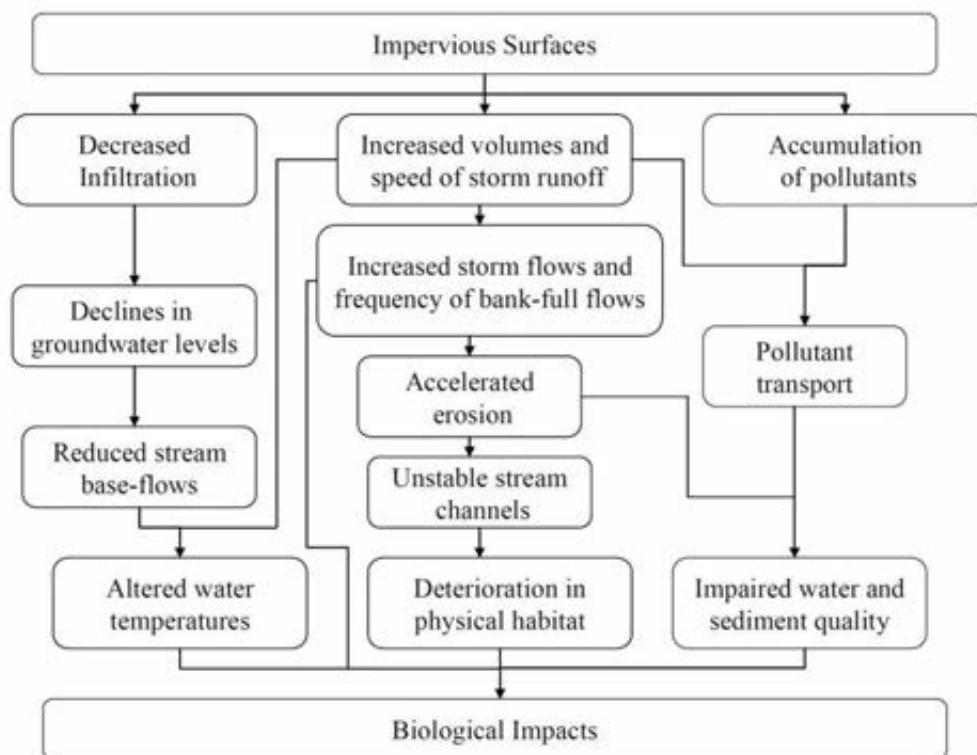 Impervious Surfaces
Decreased
Infiltration
Increased volumes and
speed of storm runoff
Accumulation
of pollutants
Increased storm flows and
frequency of bank-full flows
Declines in
groundwater levels
Pollutant
transport
Accelerated
erosion
Reduced stream
base-flows
Unstable stream
channels
Altered water
temperatures
Deterioration in
physical habitat
Impaired water and
sediment quality
Biological Impacts